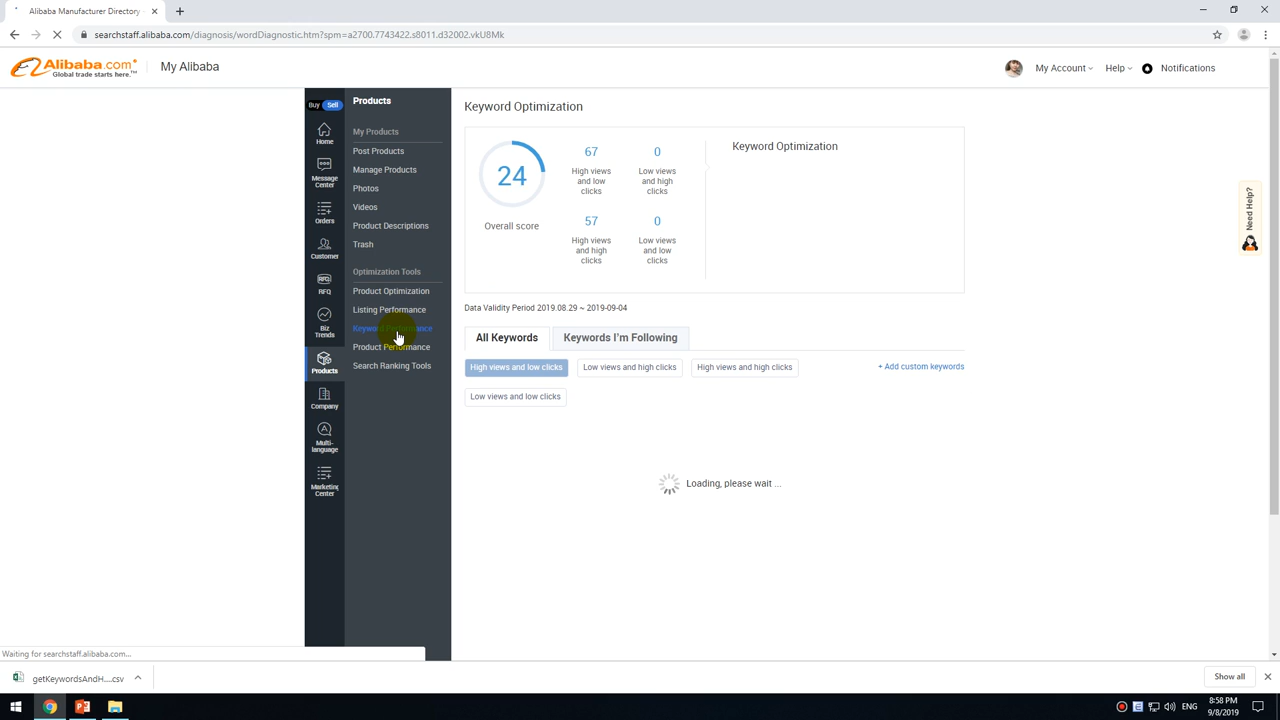 Alibaba Manufacturer Directory -
searchstaff.alibaba.com/diagnosis/wordDiagnostic.htm?spm=a2700.7743422.s8011.d32002.vkU8Mk
Alibaba.com
Global trade starts here.™
My Alibaba
My Account
Help
Notifications
Buy
Sell
Home
Message
Center
Orders
Customer
RFQ
RFQ
Biz
Trends
Products
Company
Multi-
language
Marketing
Center
Products
My Products
Post Products
Manage Products
Photos
Videos
Product Descriptions
Trash
Optimization Tools
Product Optimization
Listing Performance
Keyword Performance
Product Performance
Search Ranking Tools
Keyword Optimization
24
Overall score
67
High views
and low
clicks
0
Low views
and high
clicks
57
High views
and high
clicks
0
Low views
and low
clicks
Keyword Optimization
Data Validity Period 2019.08.29 ~ 2019-09-04
All Keywords
Keywords I'm Following
High views and low clicks
Low views and high clicks
High views and high clicks
+ Add custom keywords
Low views and low clicks
Loading, please wait ...
Need Help?
Waiting for searchstaff.alibaba.com...
getKeywordsAndH....csv
Show all
ENG
8:58 PM
9/8/2019